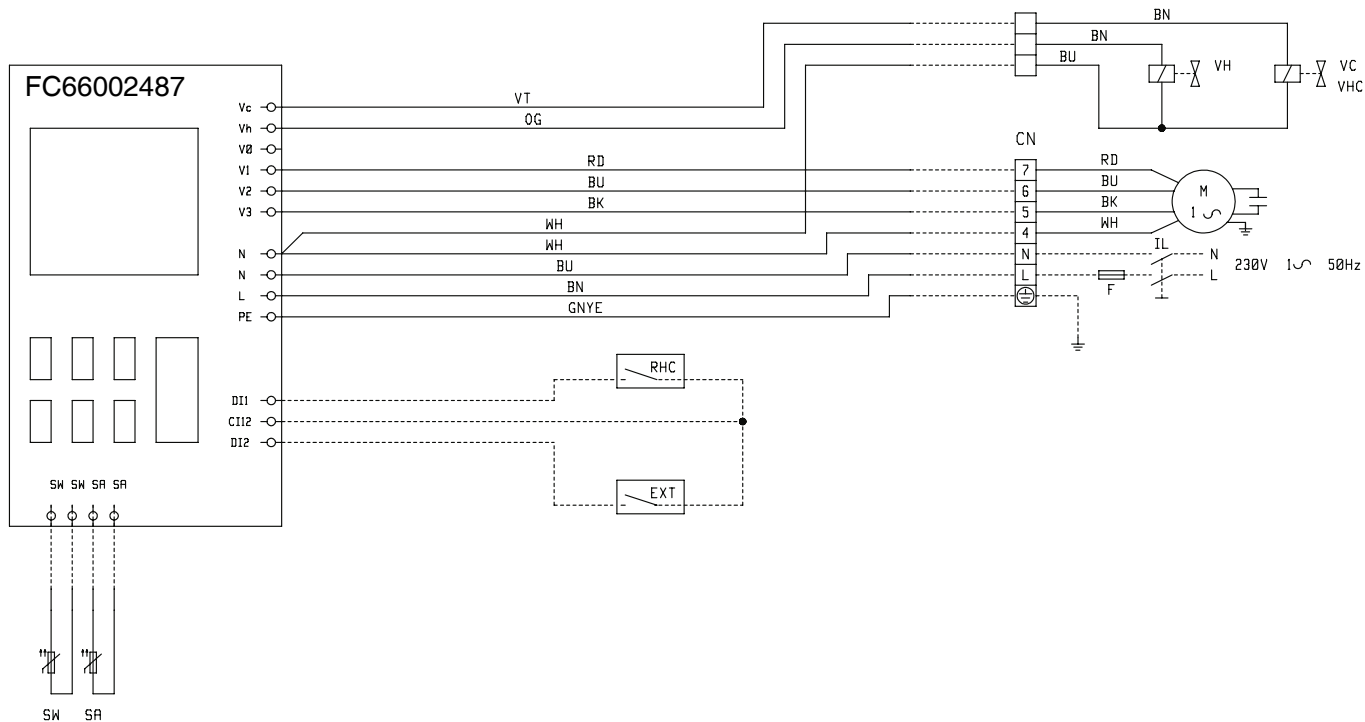 BN
BN
BU
VH
VC
VHC
FC66002487
Vc
VT
Vh
OG
V0
CN
V1
RD
7
RD
V2
BU
6
BU
M
1
V3
BK
5
BK
WH
4
WH
N
WH
N
IL
N
N
BU
230V 1 50Hz
L
BN
L
F
L
PE
GNYE
RHC
DI1
CI12
DI2
EXT
SW SW SA SA
SW SA